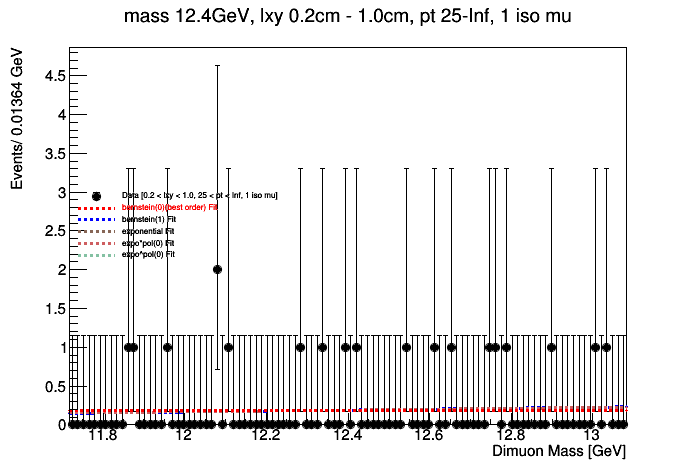 mass 12.4GeV, lxy 0.2cm - 1.0cm, pt 25-Inf, 1 iso mu
Events/ 0.01364 GeV
4.5
4
3.5
3
2.5
2
1.5
1
0.5
0
Data [0.2 < lxy < 1.0, 25 < pt < Inf, 1 iso mu]
bernstein(0)(best order) Fit
bernstein(1) Fit
exponential Fit
expo*pol(0) Fit
expo^pol(0) Fit
11.8 12 12.2 12.4 12.6 12.8 13
Dimuon Mass [GeV]